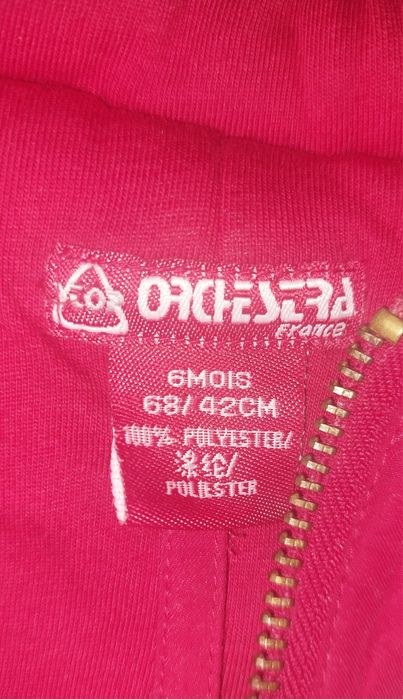 ORCHESTRA
France
6MOIS
68/42CM
100% POLYESTER/
涤纶/
POLIESTER